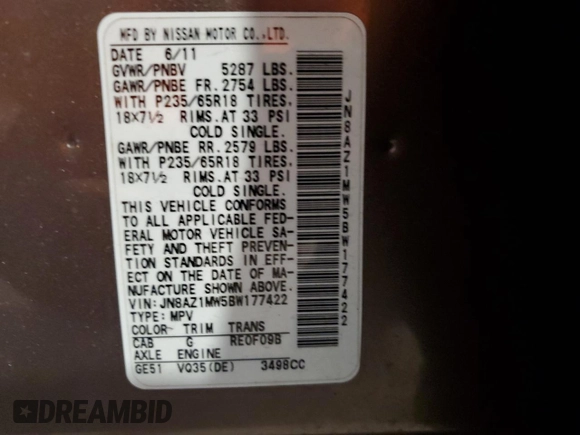 MFD BY NISSAN MOTOR CO.,LTD.
DATE 6/11
GVWR/PNBV 5287 LBS.
GAWR/PNBE FR. 2754 LBS.
WITH P235/65R18 TIRES,
18X7½ RIMS.AT 33 PSI
COLD SINGLE.
GAWR/PNBE RR. 2579 LBS.
WITH P235/65R18 TIRES,
18X7½ RIMS.AT 33 PSI
COLD SINGLE.
THIS VEHICLE CONFORMS
TO ALL APPLICABLE FED-
ERAL MOTOR VEHICLE SA-
FETY AND THEFT PREVEN-
TION STANDARDS IN EFF-
ECT ON THE DATE OF MA-
NUFACTURE SHOWN ABOVE.
VIN: JN8AZ1MW5BW177422
TYPE: MPV
COLOR TRIM TRANS
CAB G RE0F09B
AXLE ENGINE
GE51 VQ35(DE) 3498CC
JN8AZ1MW5BW177422
DREAMBID